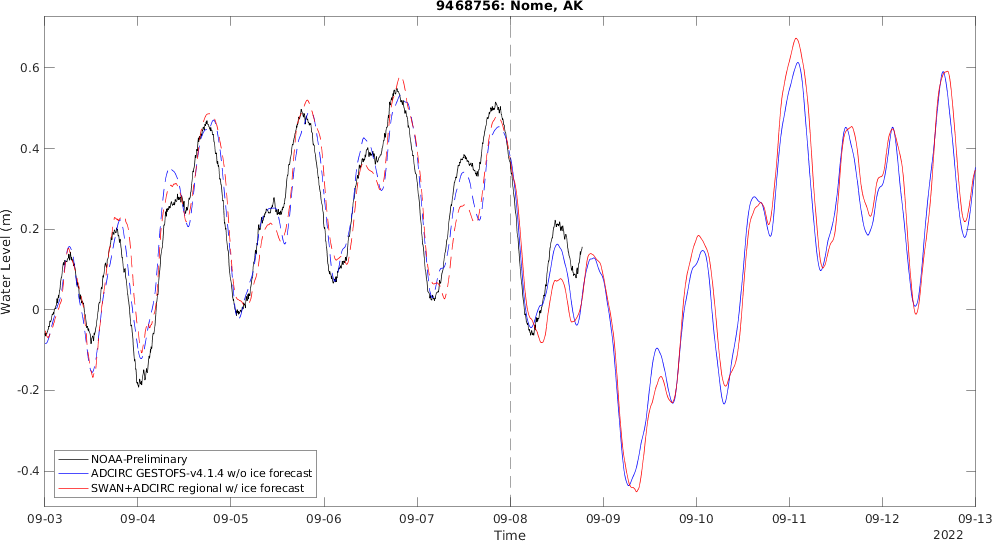 9468756: Nome, AK
Water Level (m)
0.6
0.4
0.2
0
-0.2
-0.4
NOAA-Preliminary
ADCIRC GESTOFS-v4.1.4 w/o ice forecast
SWAN+ADCIRC regional w/ ice forecast
09-03 09-04 09-05 09-06 09-07 09-08 09-09 09-10 09-11 09-12 09-13
Time
2022